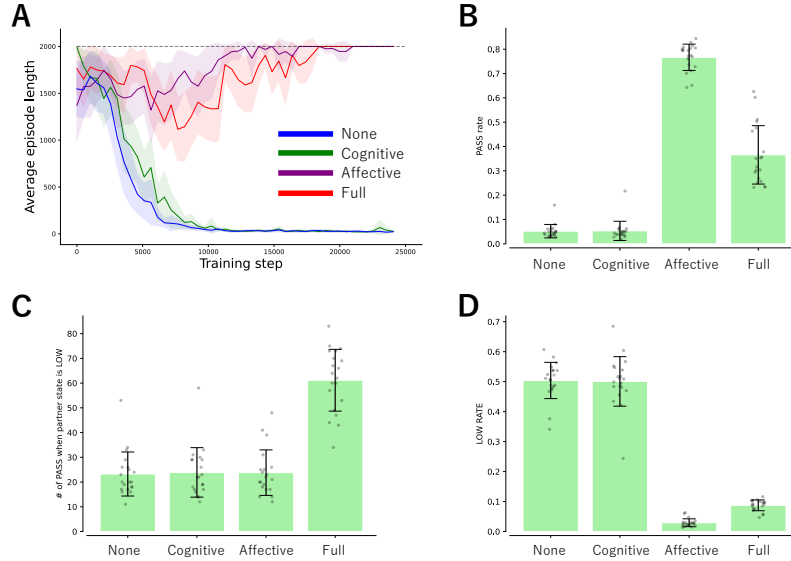 A
Average episode length
2000
1500
1000
500
0
0
5000
10000
15000
20000
25000
Training step
None
Cognitive
Affective
Full
B
PASS rate
0.8
0.7
0.6
0.5
0.4
0.3
0.2
0.1
0.0
None
Cognitive
Affective
Full
C
# of PASS when partner state is LOW
80
70
60
50
40
30
20
10
0
None
Cognitive
Affective
Full
D
LOW RATE
0.7
0.6
0.5
0.4
0.3
0.2
0.1
0.0
None
Cognitive
Affective
Full